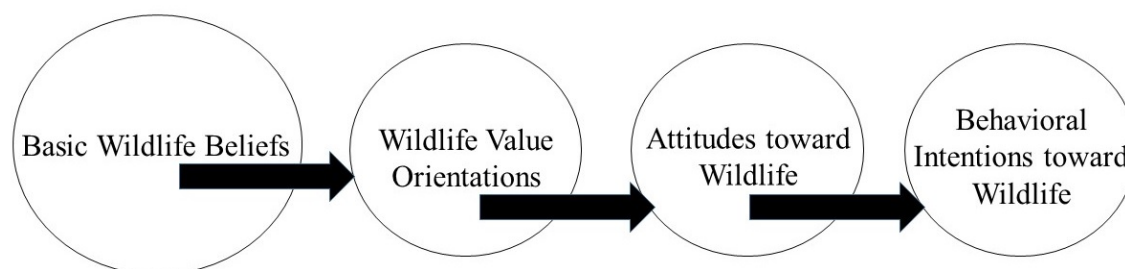 Basic Wildlife Beliefs
Wildlife Value
Orientations
Attitudes toward
Wildlife
Behavioral
Intentions toward
Wildlife